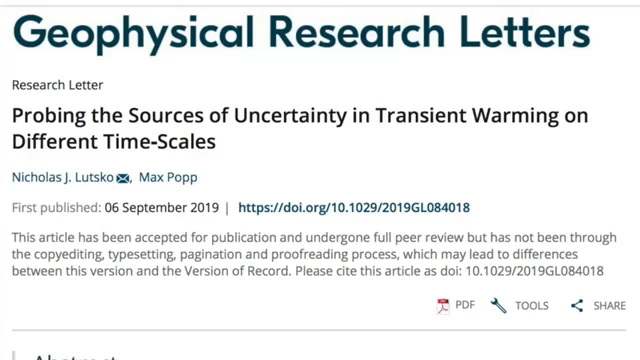 Geophysical Research Letters
Research Letter
Probing the Sources of Uncertainty in Transient Warming on
Different Time-Scales
Nicholas J. Lutsko, Max Popp
First published: 06 September 2019 | https://doi.org/10.1029/2019GL084018
This article has been accepted for publication and undergone full peer review but has not been through
the copyediting, typesetting, pagination and proofreading process, which may lead to differences
between this version and the Version of Record. Please cite this article as doi: 10.1029/2019GL084018
PDF TOOLS SHARE
Abstract